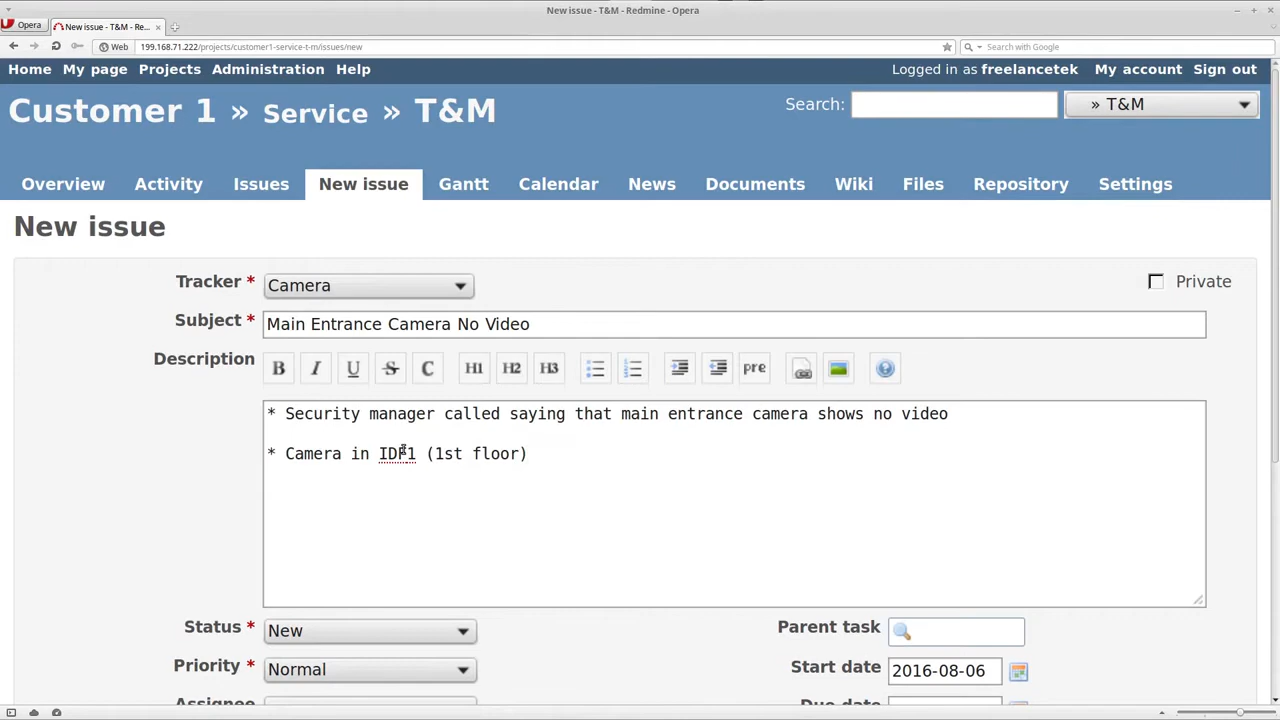 New issue - T&M - Redmine - Opera
Opera
New issue - T&M - Re...
Web
199.168.71.222/projects/customer1-service-t-m/issues/new
Search with Google
Home My page Projects Administration Help
Logged in as freelancetek My account Sign out
Customer 1 » Service » T&M
Search:
» T&M
Overview Activity Issues New issue Gantt Calendar News Documents Wiki Files Repository Settings
New issue
Tracker *
Camera
Private
Subject *
Main Entrance Camera No Video
Description
B I U S C H1 H2 H3 pre
* Security manager called saying that main entrance camera shows no video
* Camera in IDF1 (1st floor)
Status *
New
Parent task
Priority *
Normal
Start date
2016-08-06
Assignee
Due date